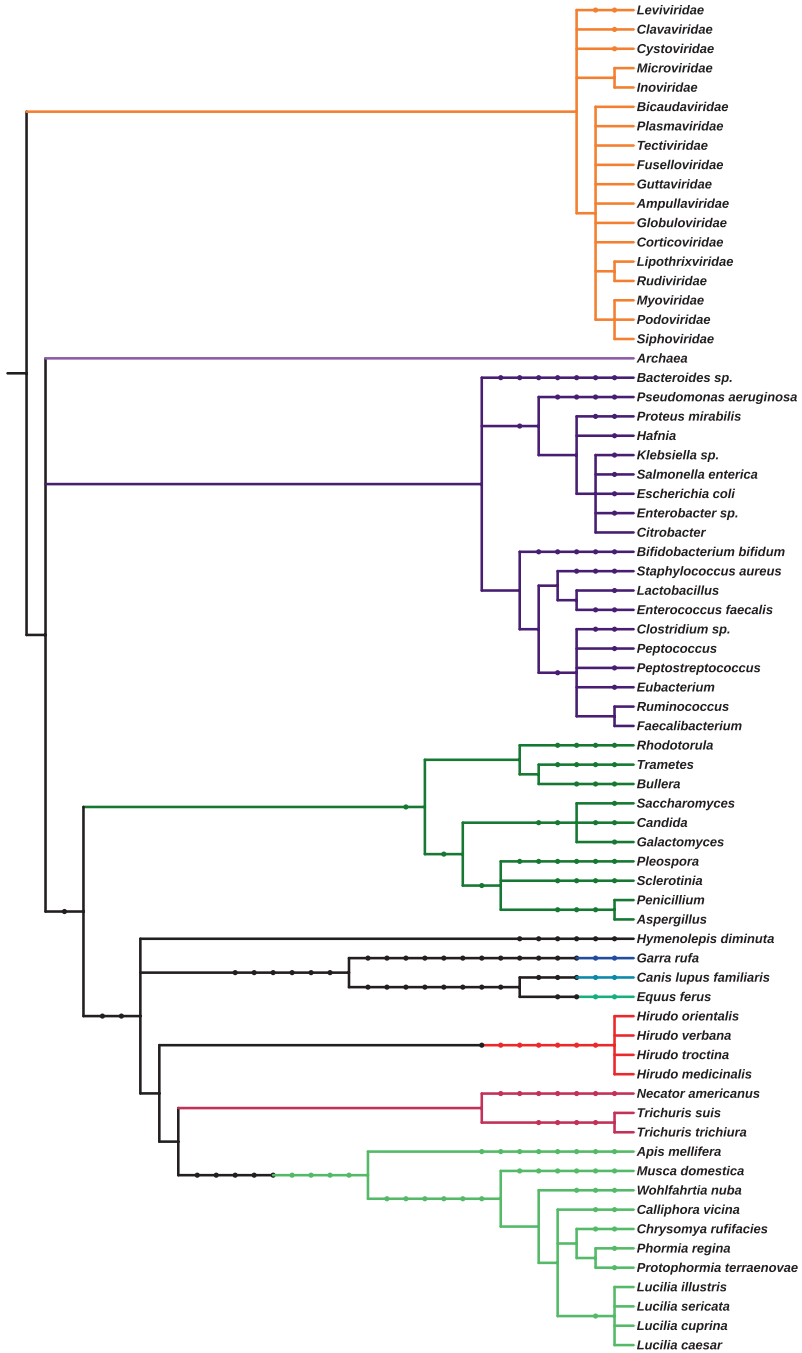 Leviviridae
Clavaviridae
Cystoviridae
Microviridae
Inoviridae
Bicaudaviridae
Plasmaviridae
Tectiviridae
Fuselloviridae
Guttaviridae
Ampullaviridae
Globuloviridae
Corticoviridae
Lipothrixviridae
Rudiviridae
Myoviridae
Podoviridae
Siphoviridae
Archaea
Bacteroides sp.
Pseudomonas aeruginosa
Proteus mirabilis
Hafnia
Klebsiella sp.
Salmonella enterica
Escherichia coli
Enterobacter sp.
Citrobacter
Bifidobacterium bifidum
Staphylococcus aureus
Lactobacillus
Enterococcus faecalis
Clostridium sp.
Peptococcus
Peptostreptococcus
Eubacterium
Ruminococcus
Faecalibacterium
Rhodotorula
Trametes
Bullera
Saccharomyces
Candida
Galactomyces
Pleospora
Sclerotinia
Penicillium
Aspergillus
Hymenolepis diminuta
Garra rufa
Canis lupus familiaris
Equus ferus
Hirudo orientalis
Hirudo verbana
Hirudo troctina
Hirudo medicinalis
Necator americanus
Trichuris suis
Trichuris trichiura
Apis mellifera
Musca domestica
Wohlfahrtia nuba
Calliphora vicina
Chrysomya rufifacies
Phormia regina
Protophormia terraenovae
Lucilia illustris
Lucilia sericata
Lucilia cuprina
Lucilia caesar